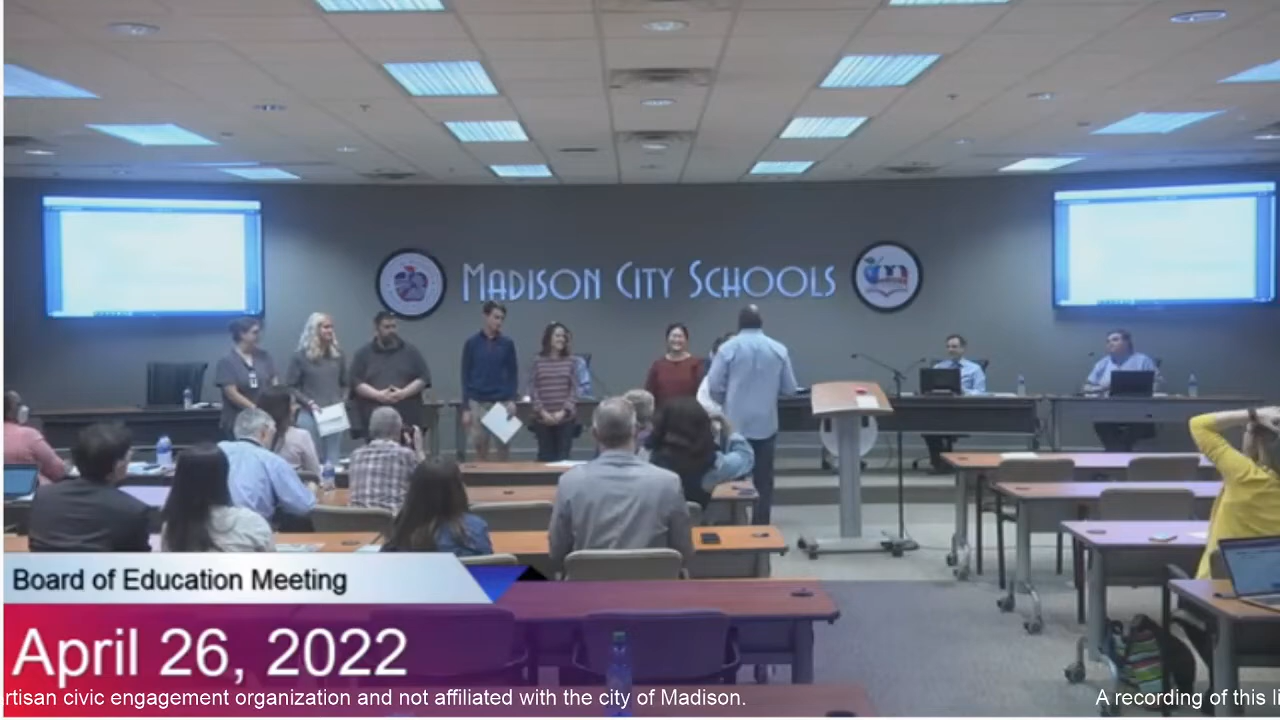 MADISON CITY SCHOOLS
Board of Education Meeting
April 26, 2022
rtisan civic engagement organization and not affiliated with the city of Madison.
A recording of this li